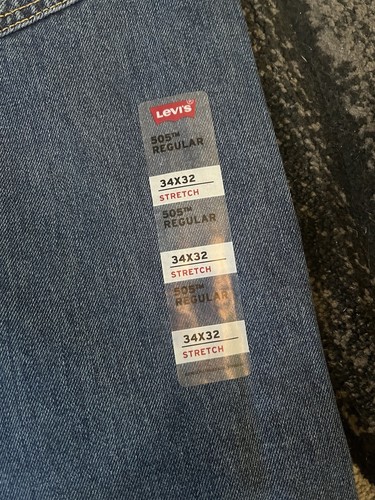 Levi's
505™
REGULAR
34X32
STRETCH
505™
REGULAR
34X32
STRETCH
505™
REGULAR
34X32
STRETCH